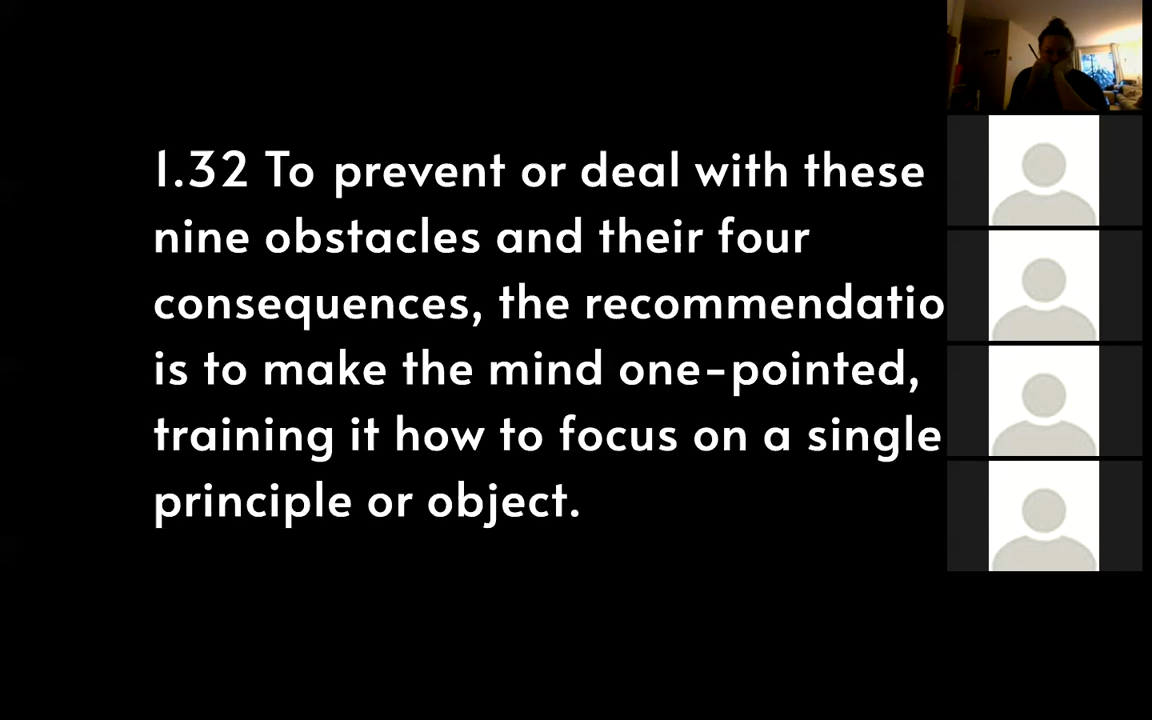 1.32 To prevent or deal with these
nine obstacles and their four
consequences, the recommendatio
is to make the mind one-pointed,
training it how to focus on a single
principle or object.